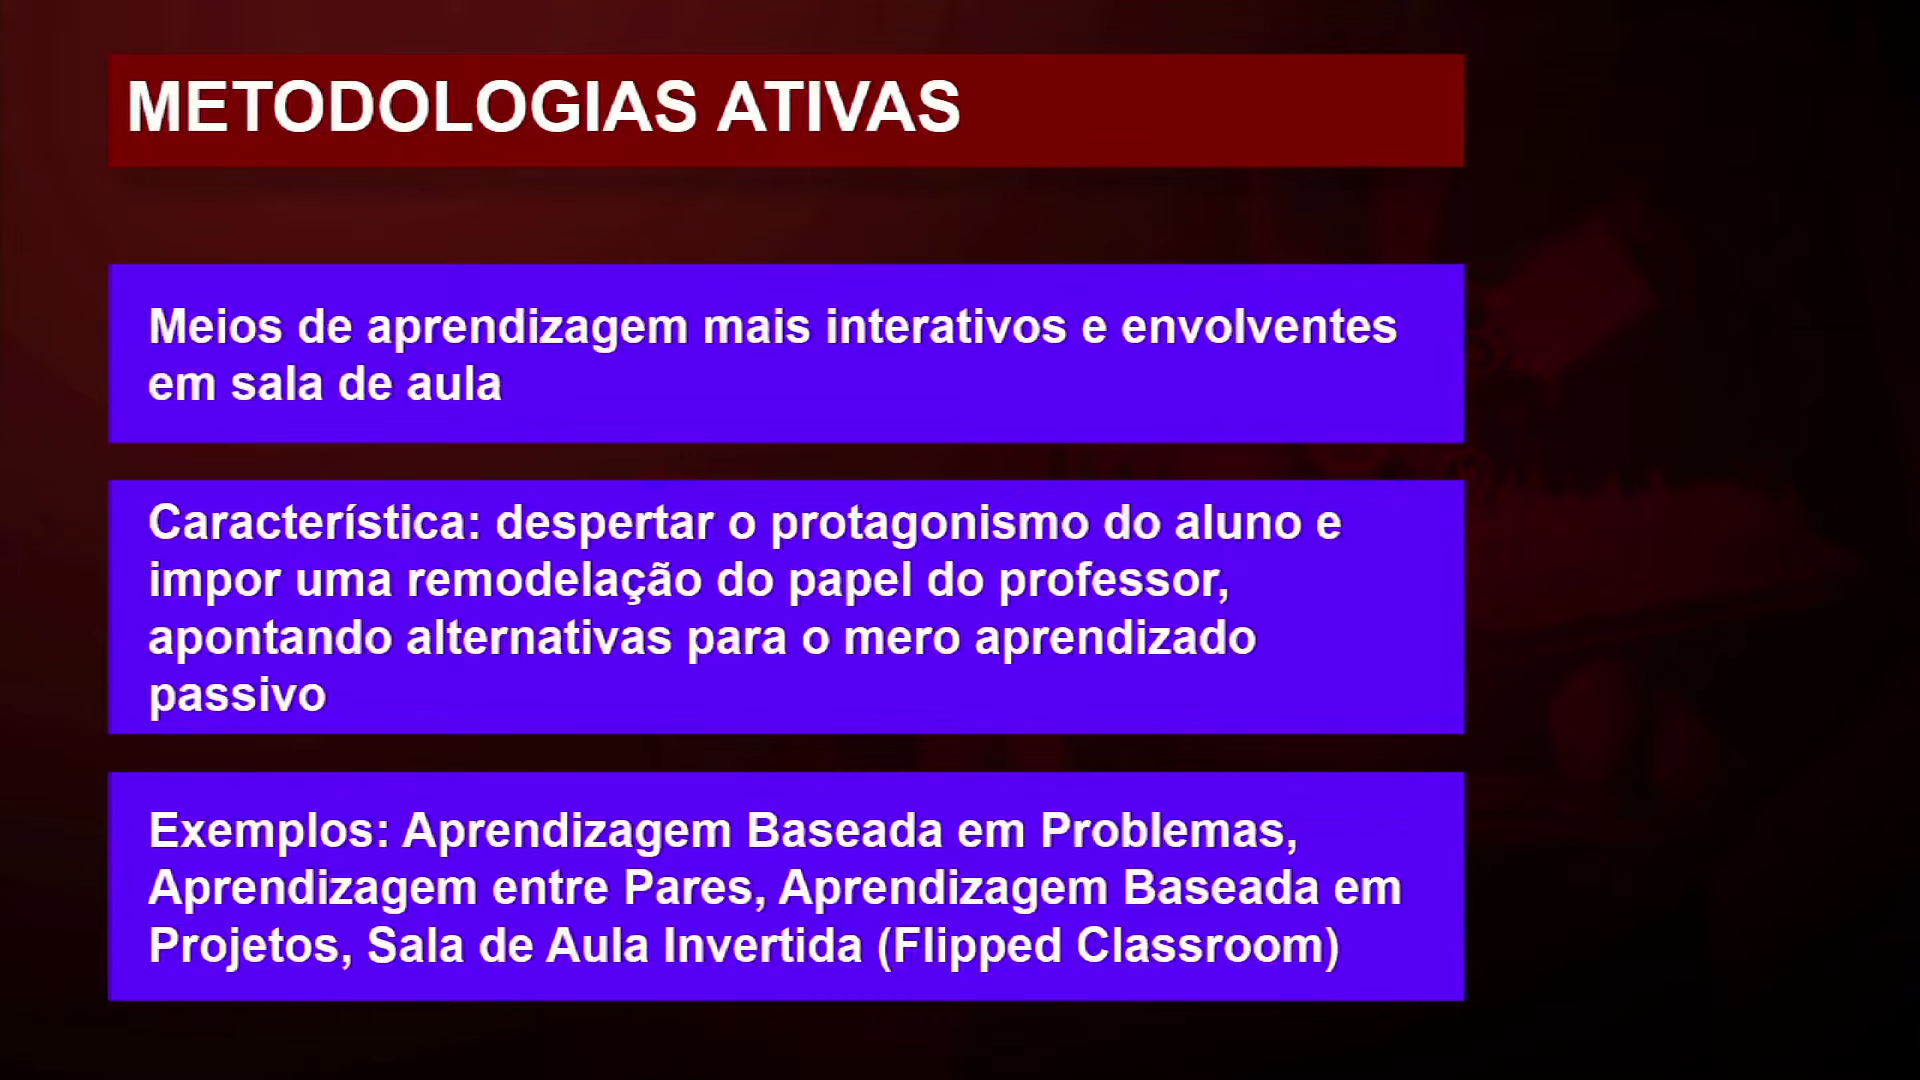 METODOLOGIAS ATIVAS
Meios de aprendizagem mais interativos e envolventes
em sala de aula
Característica: despertar o protagonismo do aluno e
impor uma remodelação do papel do professor,
apontando alternativas para o mero aprendizado
passivo
Exemplos: Aprendizagem Baseada em Problemas,
Aprendizagem entre Pares, Aprendizagem Baseada em
Projetos, Sala de Aula Invertida (Flipped Classroom)